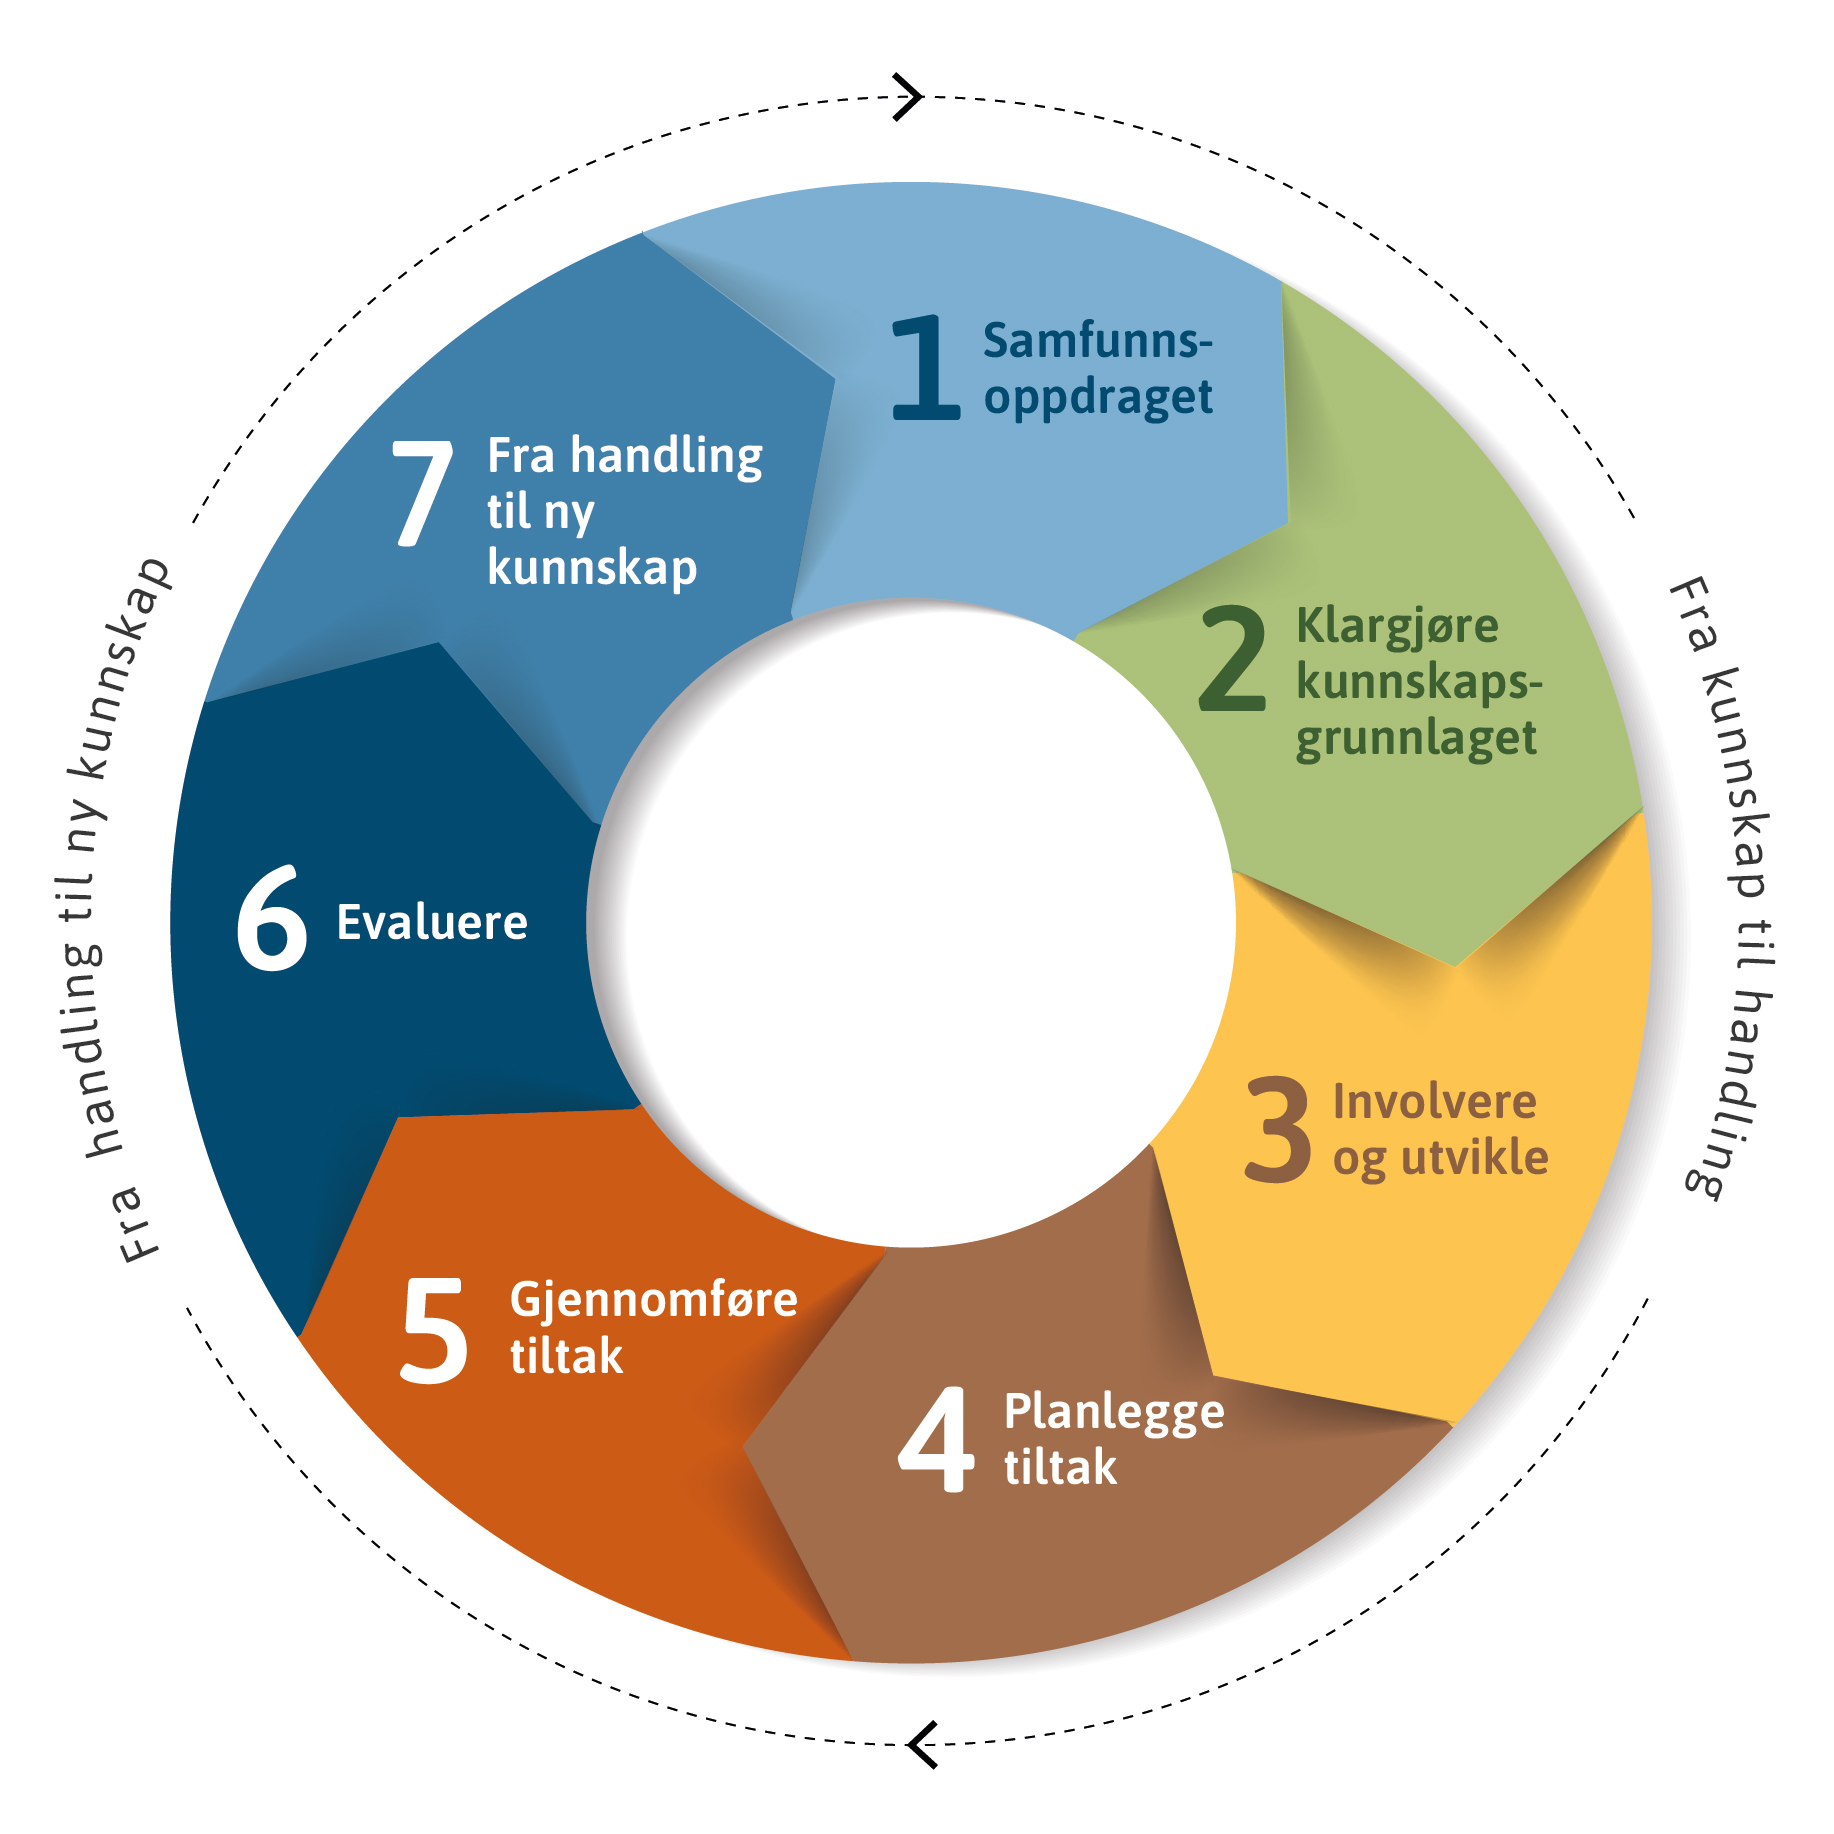 1
Samfunns-
oppdraget
2
Klargjøre
kunnskaps-
grunnlaget
3
Involvere
og utvikle
4
Planlegge
tiltak
5
Gjennomføre
tiltak
6
Evaluere
7
Fra handling
til ny
kunnskap
Fra kunnskap til handling
Fra handling til ny kunnskap